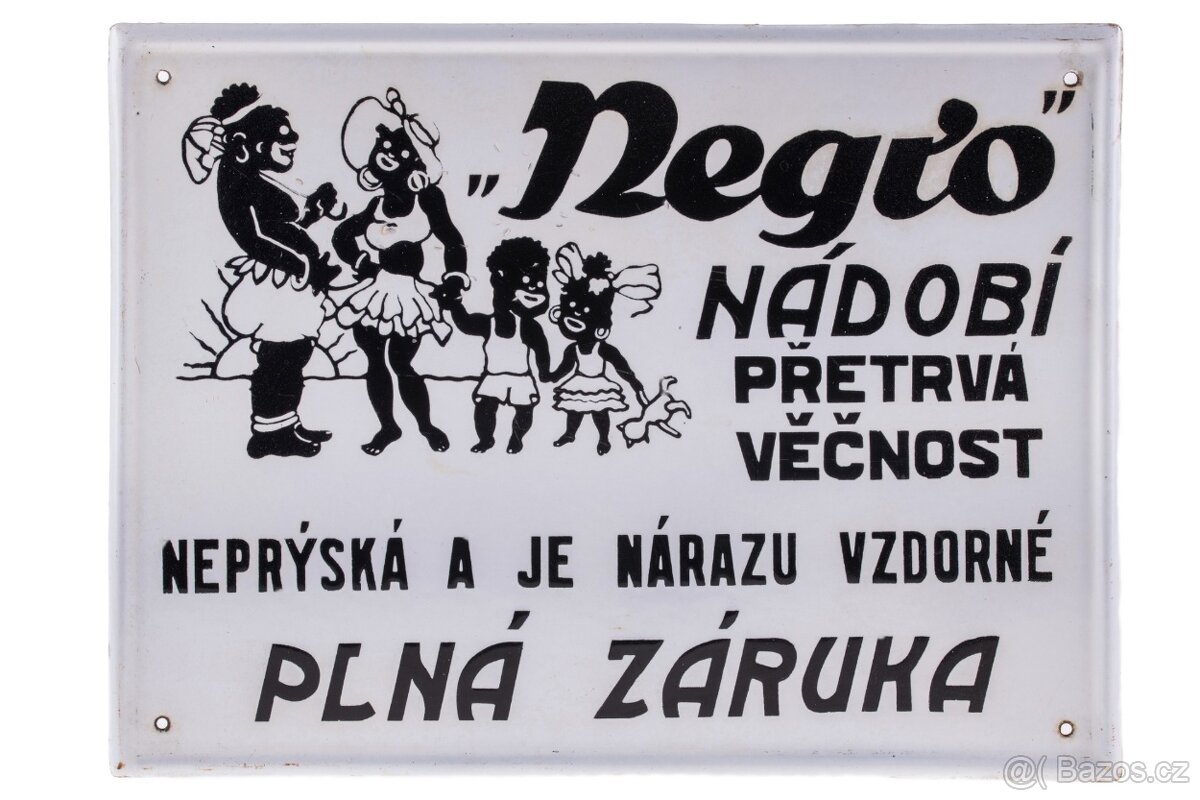 „Negro"
NÁDOBÍ
PŘETRVÁ
VĚČNOST
NEPRÝSKÁ A JE NÁRAZU VZDORNÉ
PLNÁ ZÁRUKA
@( Bazos.cz